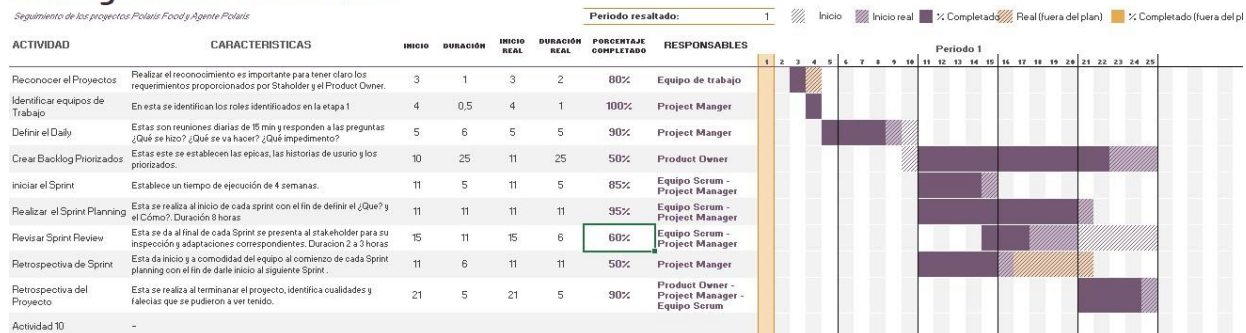 Seguimiento de los proyectos Polaris Food y Agente Polaris
Periodo resaltado: 1
Inicio
Inicio real
% Completado
Real (fuera del plan)
% Completado (fuera del pl
ACTIVIDAD CARACTERISTICAS INICIO DURACIÓN INICIO REAL DURACIÓN REAL PORCENTAJE COMPLETADO RESPONSABLES
Periodo 1
1 2 3 4 5 6 7 8 9 10 11 12 13 14 15 16 17 18 19 20 21 22 23 24 25
Reconocer el Proyectos
Realizar el reconocimiento es importante para tener claro los
requerimientos proporcionados por Staholder y el Product Owner.
3 1 3 2 80% Equipo de trabajo
Identificar equipos de
Trabajo
En esta se identifican los roles identificados en la etapa 1
4 0,5 4 1 100% Project Manger
Definir el Daily
Estas son reuniones diarias de 15 min y responden a las preguntas
¿Qué se hizo? ¿Qué se va hacer? ¿Qué impedimento?
5 6 5 5 90% Project Manger
Crear Backlog Priorizados
Estas este se establecen las epicas, las historias de usurio y los
priorizados.
10 25 11 25 50% Product Owner
iniciar el Sprint
Establece un tiempo de ejecución de 4 semanas.
11 5 11 5 85% Equipo Scrum -
Project Manager
Realizar el Sprint Planning
Esta se realiza al inicio de cada sprint con el fin de definir el ¿Que? y
el Cómo?. Duración 8 horas
11 11 11 11 95% Equipo Scrum -
Project Manager
Revisar Sprint Review
Esta se da al final de cada Sprint se presenta al stakeholder para su
inspección y adaptaciones correspondientes. Duracion 2 a 3 horas
15 11 15 6 60% Equipo Scrum -
Project Manager
Retrospectiva de Sprint
Esta da inicio y a comodidad del equipo al comienzo de cada Sprint
planning con el fin de darle inicio al siguiente Sprint .
11 6 11 11 50% Project Manger
Retrospectiva del
Proyecto
Esta se realiza al terminanar el proyecto, identifica cualidades y
falecias que se pudieron a ver tenido.
21 5 21 5 90% Product Owner -
Project Manager -
Equipo Scrum
Actividad 10 -